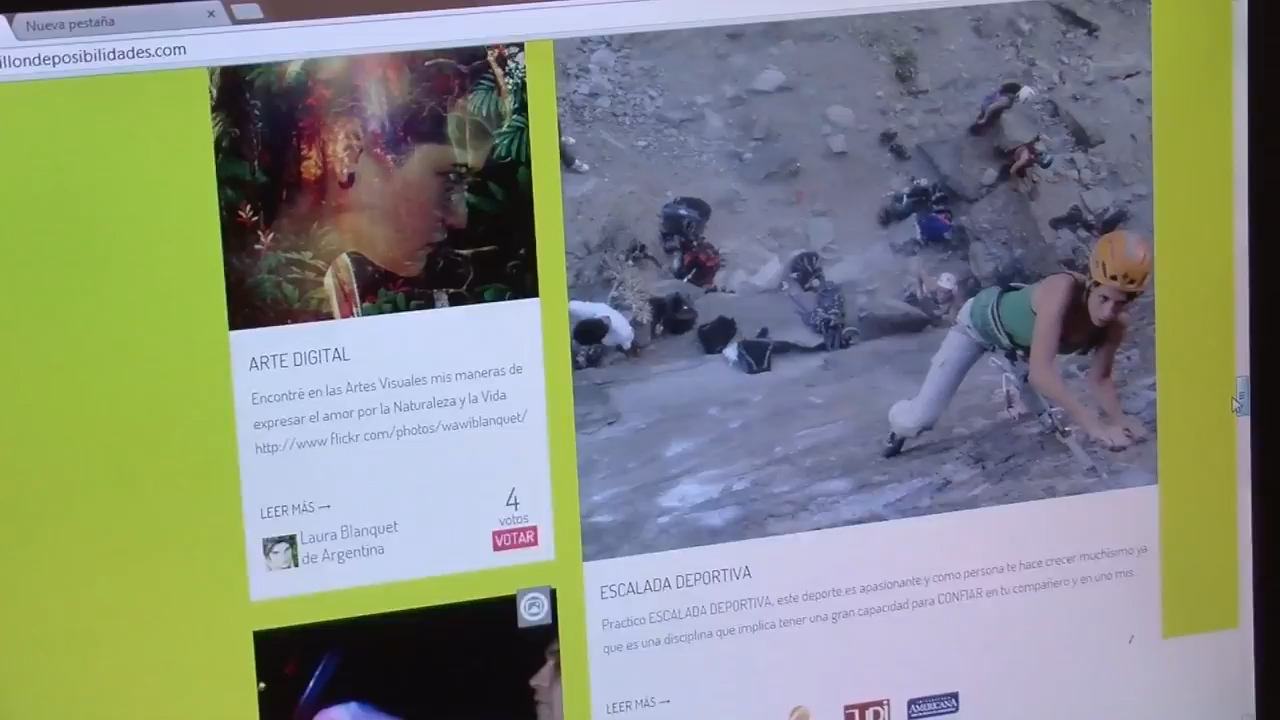 Nueva pestaña
illondeposibilidades.com
ARTE DIGITAL
Encontré en las Artes Visuales mis maneras de
expresar el amor por la Naturaleza y la Vida
http://www.flickr.com/photos/wawiblanquet/
LEER MÁS →
Laura Blanquet
de Argentina
4
votos
VOTAR
ESCALADA DEPORTIVA
Practico ESCALADA DEPORTIVA, este deporte es apasionante y como persona te hace crecer muchísimo ya
que es una disciplina que implica tener una gran capacidad para CONFIAR en tu compañero y en uno mis...
LEER MÁS →
AMERICANA